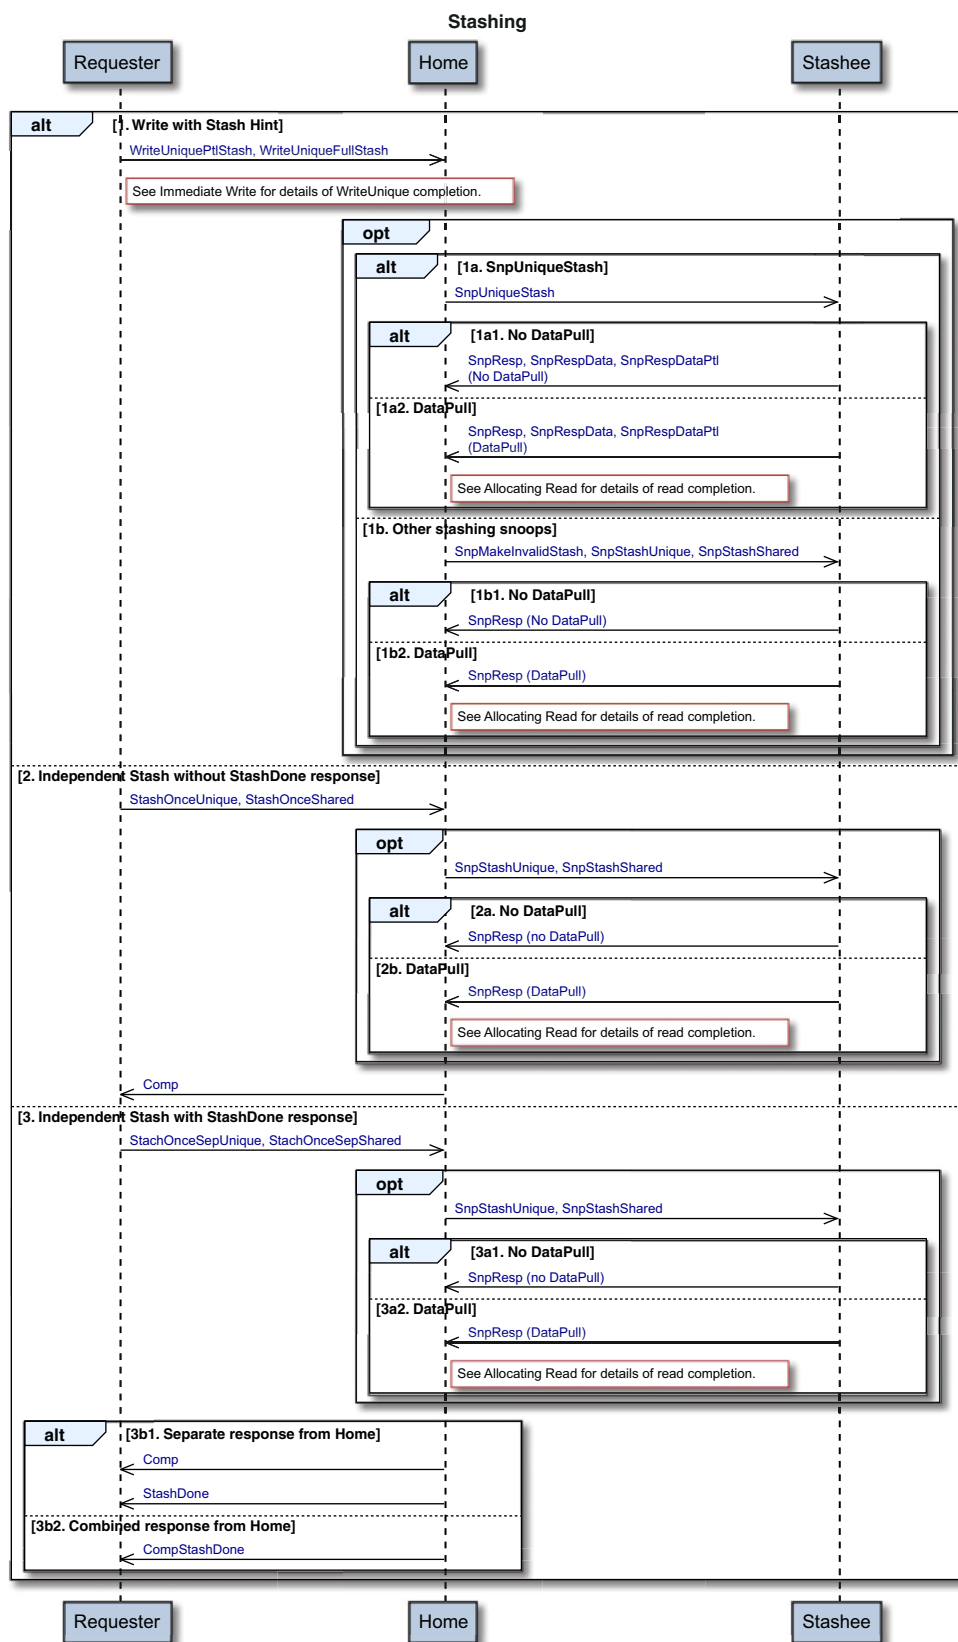 Stashing
Requester
Home
Stashee
alt
[1. Write with Stash Hint]
WriteUniquePtlStash, WriteUniqueFullStash
See Immediate Write for details of WriteUnique completion.
opt
alt
[1a. SnpUniqueStash]
SnpUniqueStash
alt
[1a1. No DataPull]
SnpResp, SnpRespData, SnpRespDataPtl
(No DataPull)
[1a2. DataPull]
SnpResp, SnpRespData, SnpRespDataPtl
(DataPull)
See Allocating Read for details of read completion.
[1b. Other stashing snoops]
SnpMakeInvalidStash, SnpStashUnique, SnpStashShared
alt
[1b1. No DataPull]
SnpResp (No DataPull)
[1b2. DataPull]
SnpResp (DataPull)
See Allocating Read for details of read completion.
[2. Independent Stash without StashDone response]
StashOnceUnique, StashOnceShared
opt
SnpStashUnique, SnpStashShared
alt
[2a. No DataPull]
SnpResp (no DataPull)
[2b. DataPull]
SnpResp (DataPull)
See Allocating Read for details of read completion.
Comp
[3. Independent Stash with StashDone response]
StachOnceSepUnique, StachOnceSepShared
opt
SnpStashUnique, SnpStashShared
alt
[3a1. No DataPull]
SnpResp (no DataPull)
[3a2. DataPull]
SnpResp (DataPull)
See Allocating Read for details of read completion.
alt
[3b1. Separate response from Home]
Comp
StashDone
[3b2. Combined response from Home]
CompStashDone
Requester
Home
Stashee